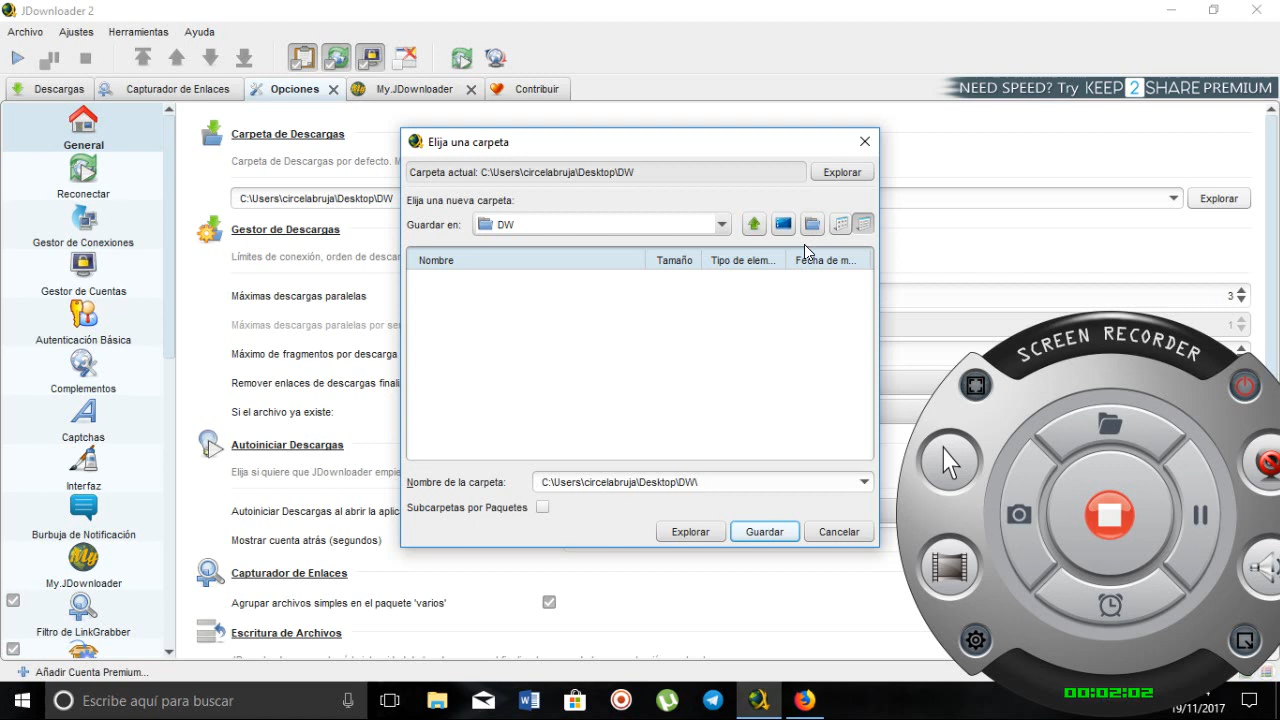 JDownloader 2
Archivo Ajustes Herramientas Ayuda
Descargas Capturador de Enlaces Opciones My.JDownloader Contribuir
NEED SPEED? Try KEEP 2 SHARE PREMIUM
General
Reconectar
Gestor de Conexiones
Gestor de Cuentas
Autenticación Básica
Complementos
Captchas
Interfaz
Burbuja de Notificación
My
My.JDownloader
Filtro de LinkGrabber
Carpeta de Descargas
Carpeta de Descargas por defecto.
C:\Users\circelabruja\Desktop\DW
Explorar
Gestor de Descargas
Límites de conexión, orden de descar
Máximas descargas paralelas
3
Máximas descargas paralelas por se
1
Máximo de fragmentos por descarga
Remover enlaces de descargas finali
Si el archivo ya existe:
Autoiniciar Descargas
Elija si quiere que JDownloader empie
Autoiniciar Descargas al abrir la aplic
Mostrar cuenta atrás (segundos)
Capturador de Enlaces
Agrupar archivos simples en el paquete 'varios'
Escritura de Archivos
Elija una carpeta
Carpeta actual: C:\Users\circelabruja\Desktop\DW
Explorar
Elija una nueva carpeta:
Guardar en: DW
Nombre Tamaño Tipo de elem... Fecha de m...
Nombre de la carpeta: C:\Users\circelabruja\Desktop\DW\
Subcarpetas por Paquetes
Explorar Guardar Cancelar
SCREEN RECORDER
00:02:02
Añadir Cuenta Premium...
Escribe aquí para buscar
19/11/2017